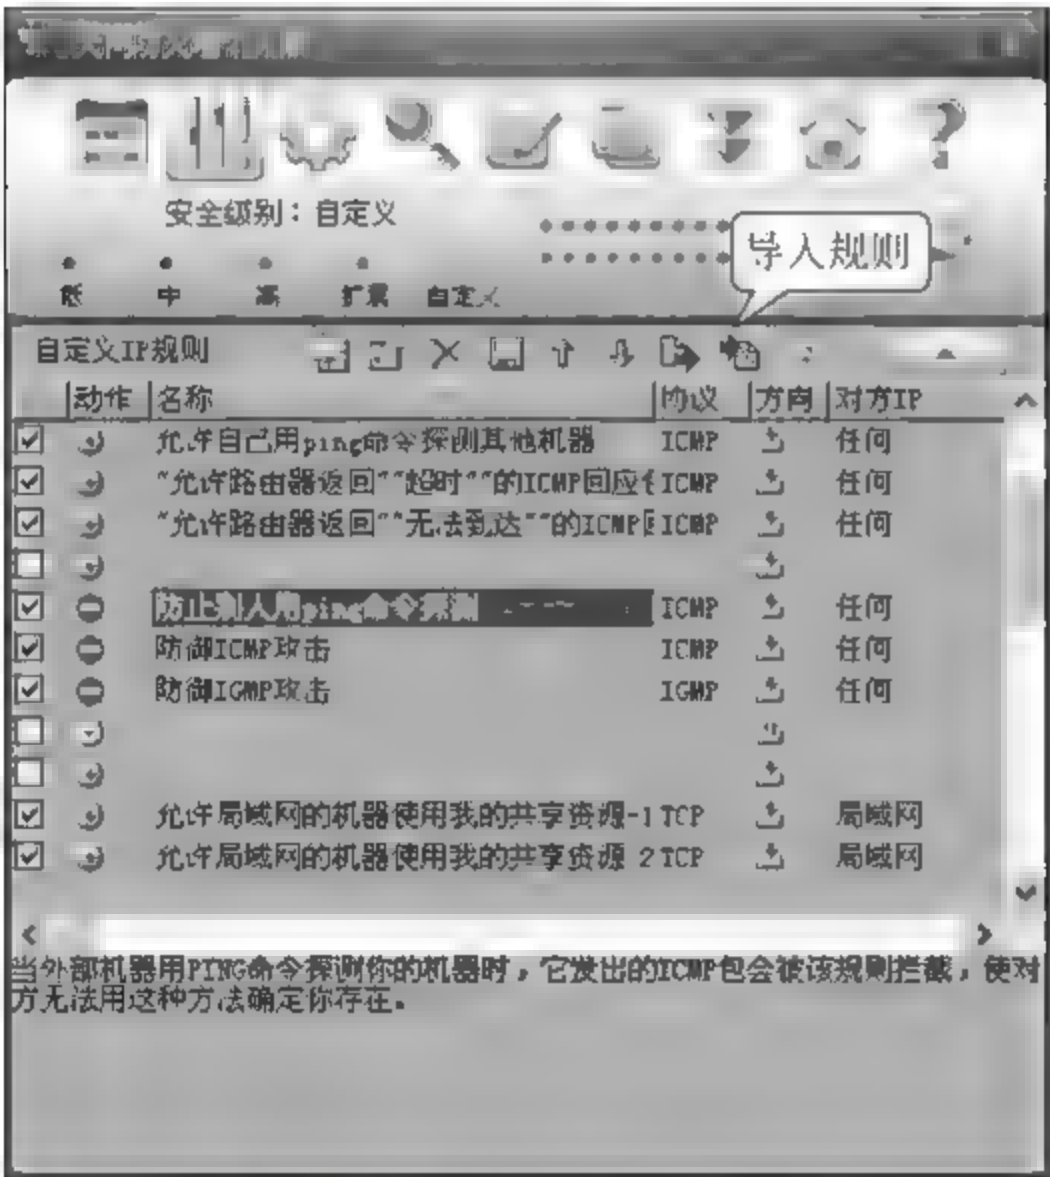 安全级别：自定义
导入规则
低 中 高 扩展 自定义
自定义IP规则
动作 名称 协议 方向 对方IP
允许自己用ping命令探测其他机器 ICMP 任何
"允许路由器返回""超时""的ICMP回应 ICMP 任何
"允许路由器返回""无法到达""的ICMP ICMP 任何
防止别人用ping命令探测 ICMP 任何
防御ICMP攻击 ICMP 任何
防御IGMP攻击 IGMP 任何
允许局域网的机器使用我的共享资源-1 TCP 局域网
允许局域网的机器使用我的共享资源 2 TCP 局域网
当外部机器用PING命令探测你的机器时，它发出的ICMP包会被该规则拦截，使对
方无法用这种方法确定你存在。